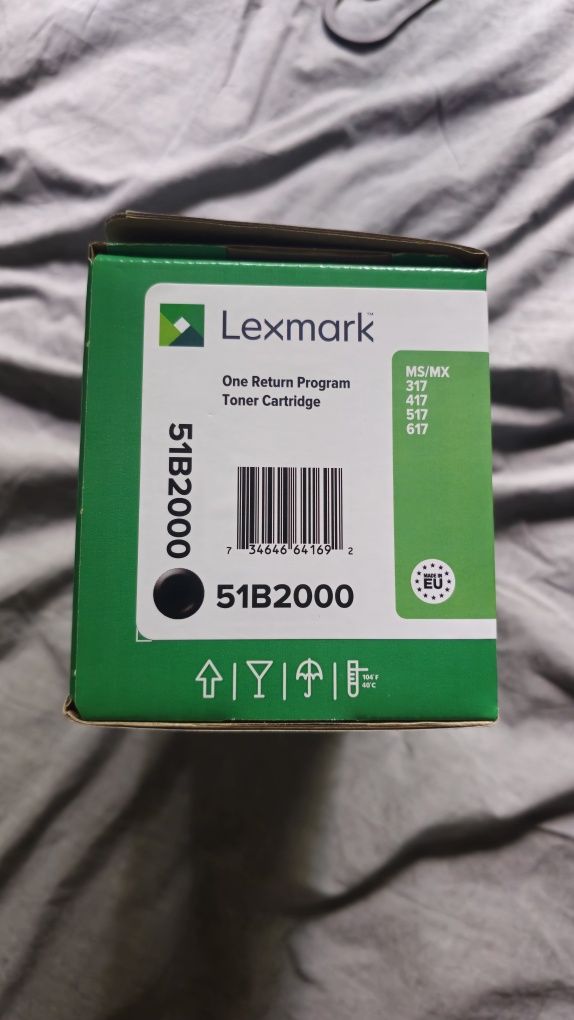 Lexmark™
One Return Program
Toner Cartridge
MS/MX
317
417
517
617
51B2000
7 34646 64169 2
51B2000
MADE IN
EU
104°F
40°C